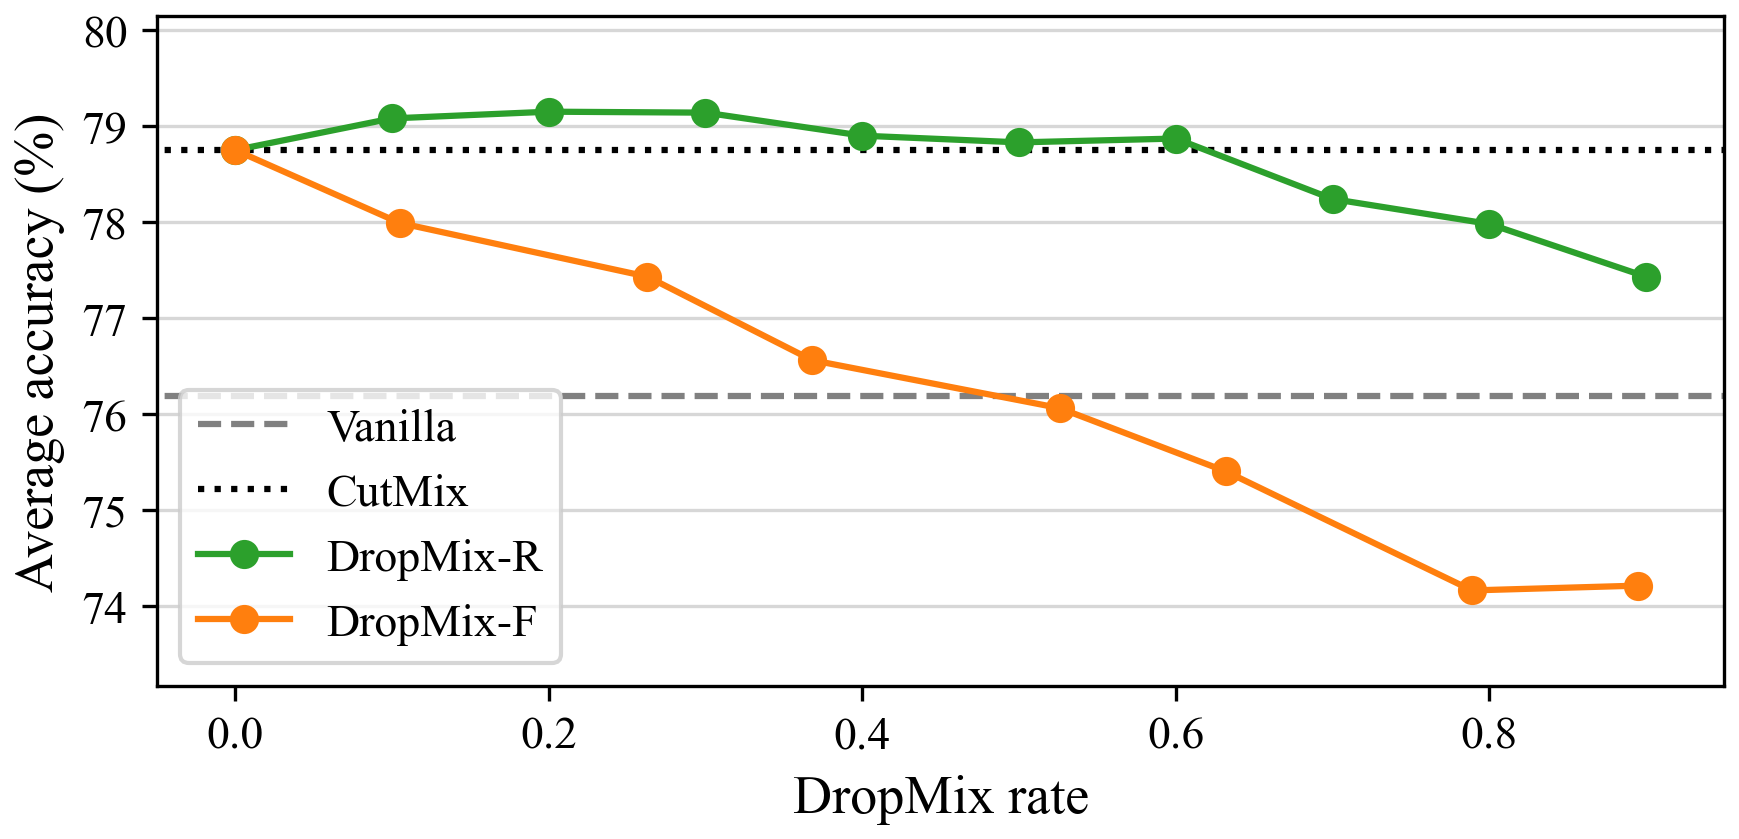 Average accuracy (%)
80
79
78
77
76
75
74
Vanilla
CutMix
DropMix-R
DropMix-F
0.0 0.2 0.4 0.6 0.8
DropMix rate